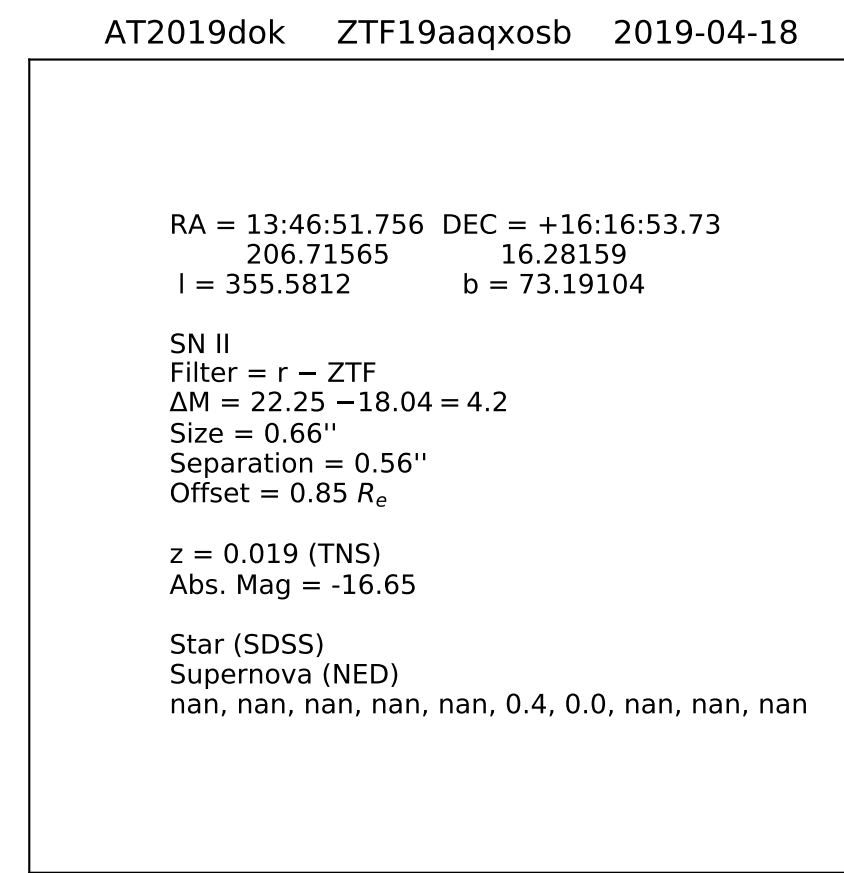 AT2019dok ZTF19aaqxosb 2019-04-18
RA = 13:46:51.756 DEC = +16:16:53.73
206.71565 16.28159
l = 355.5812 b = 73.19104
SN II
Filter = r − ZTF
ΔM = 22.25 −18.04 = 4.2
Size = 0.66''
Separation = 0.56''
Offset = 0.85 Rₑ
z = 0.019 (TNS)
Abs. Mag = -16.65
Star (SDSS)
Supernova (NED)
nan, nan, nan, nan, nan, 0.4, 0.0, nan, nan, nan